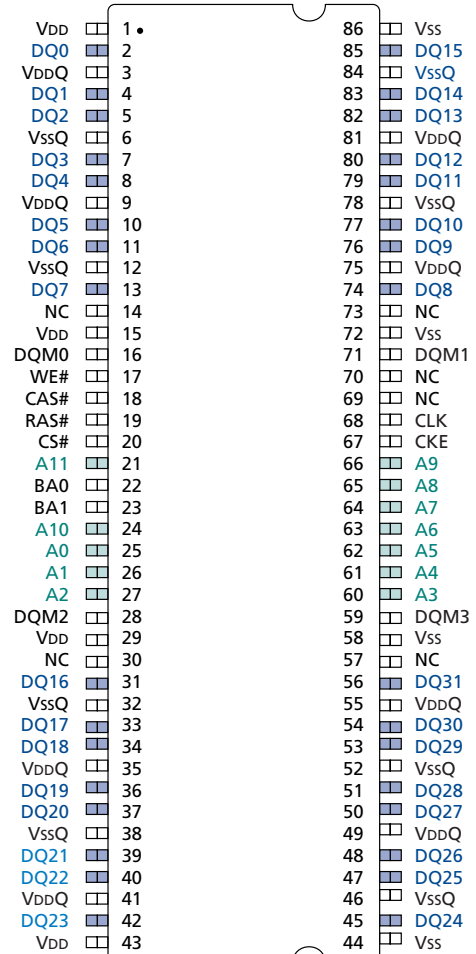 VDD 1 86 Vss
DQ0 2 85 DQ15
VDDQ 3 84 VssQ
DQ1 4 83 DQ14
DQ2 5 82 DQ13
VssQ 6 81 VDDQ
DQ3 7 80 DQ12
DQ4 8 79 DQ11
VDDQ 9 78 VssQ
DQ5 10 77 DQ10
DQ6 11 76 DQ9
VssQ 12 75 VDDQ
DQ7 13 74 DQ8
NC 14 73 NC
VDD 15 72 Vss
DQM0 16 71 DQM1
WE# 17 70 NC
CAS# 18 69 NC
RAS# 19 68 CLK
CS# 20 67 CKE
A11 21 66 A9
BA0 22 65 A8
BA1 23 64 A7
A10 24 63 A6
A0 25 62 A5
A1 26 61 A4
A2 27 60 A3
DQM2 28 59 DQM3
VDD 29 58 Vss
NC 30 57 NC
DQ16 31 56 DQ31
VssQ 32 55 VDDQ
DQ17 33 54 DQ30
DQ18 34 53 DQ29
VDDQ 35 52 VssQ
DQ19 36 51 DQ28
DQ20 37 50 DQ27
VssQ 38 49 VDDQ
DQ21 39 48 DQ26
DQ22 40 47 DQ25
VDDQ 41 46 VssQ
DQ23 42 45 DQ24
VDD 43 44 Vss